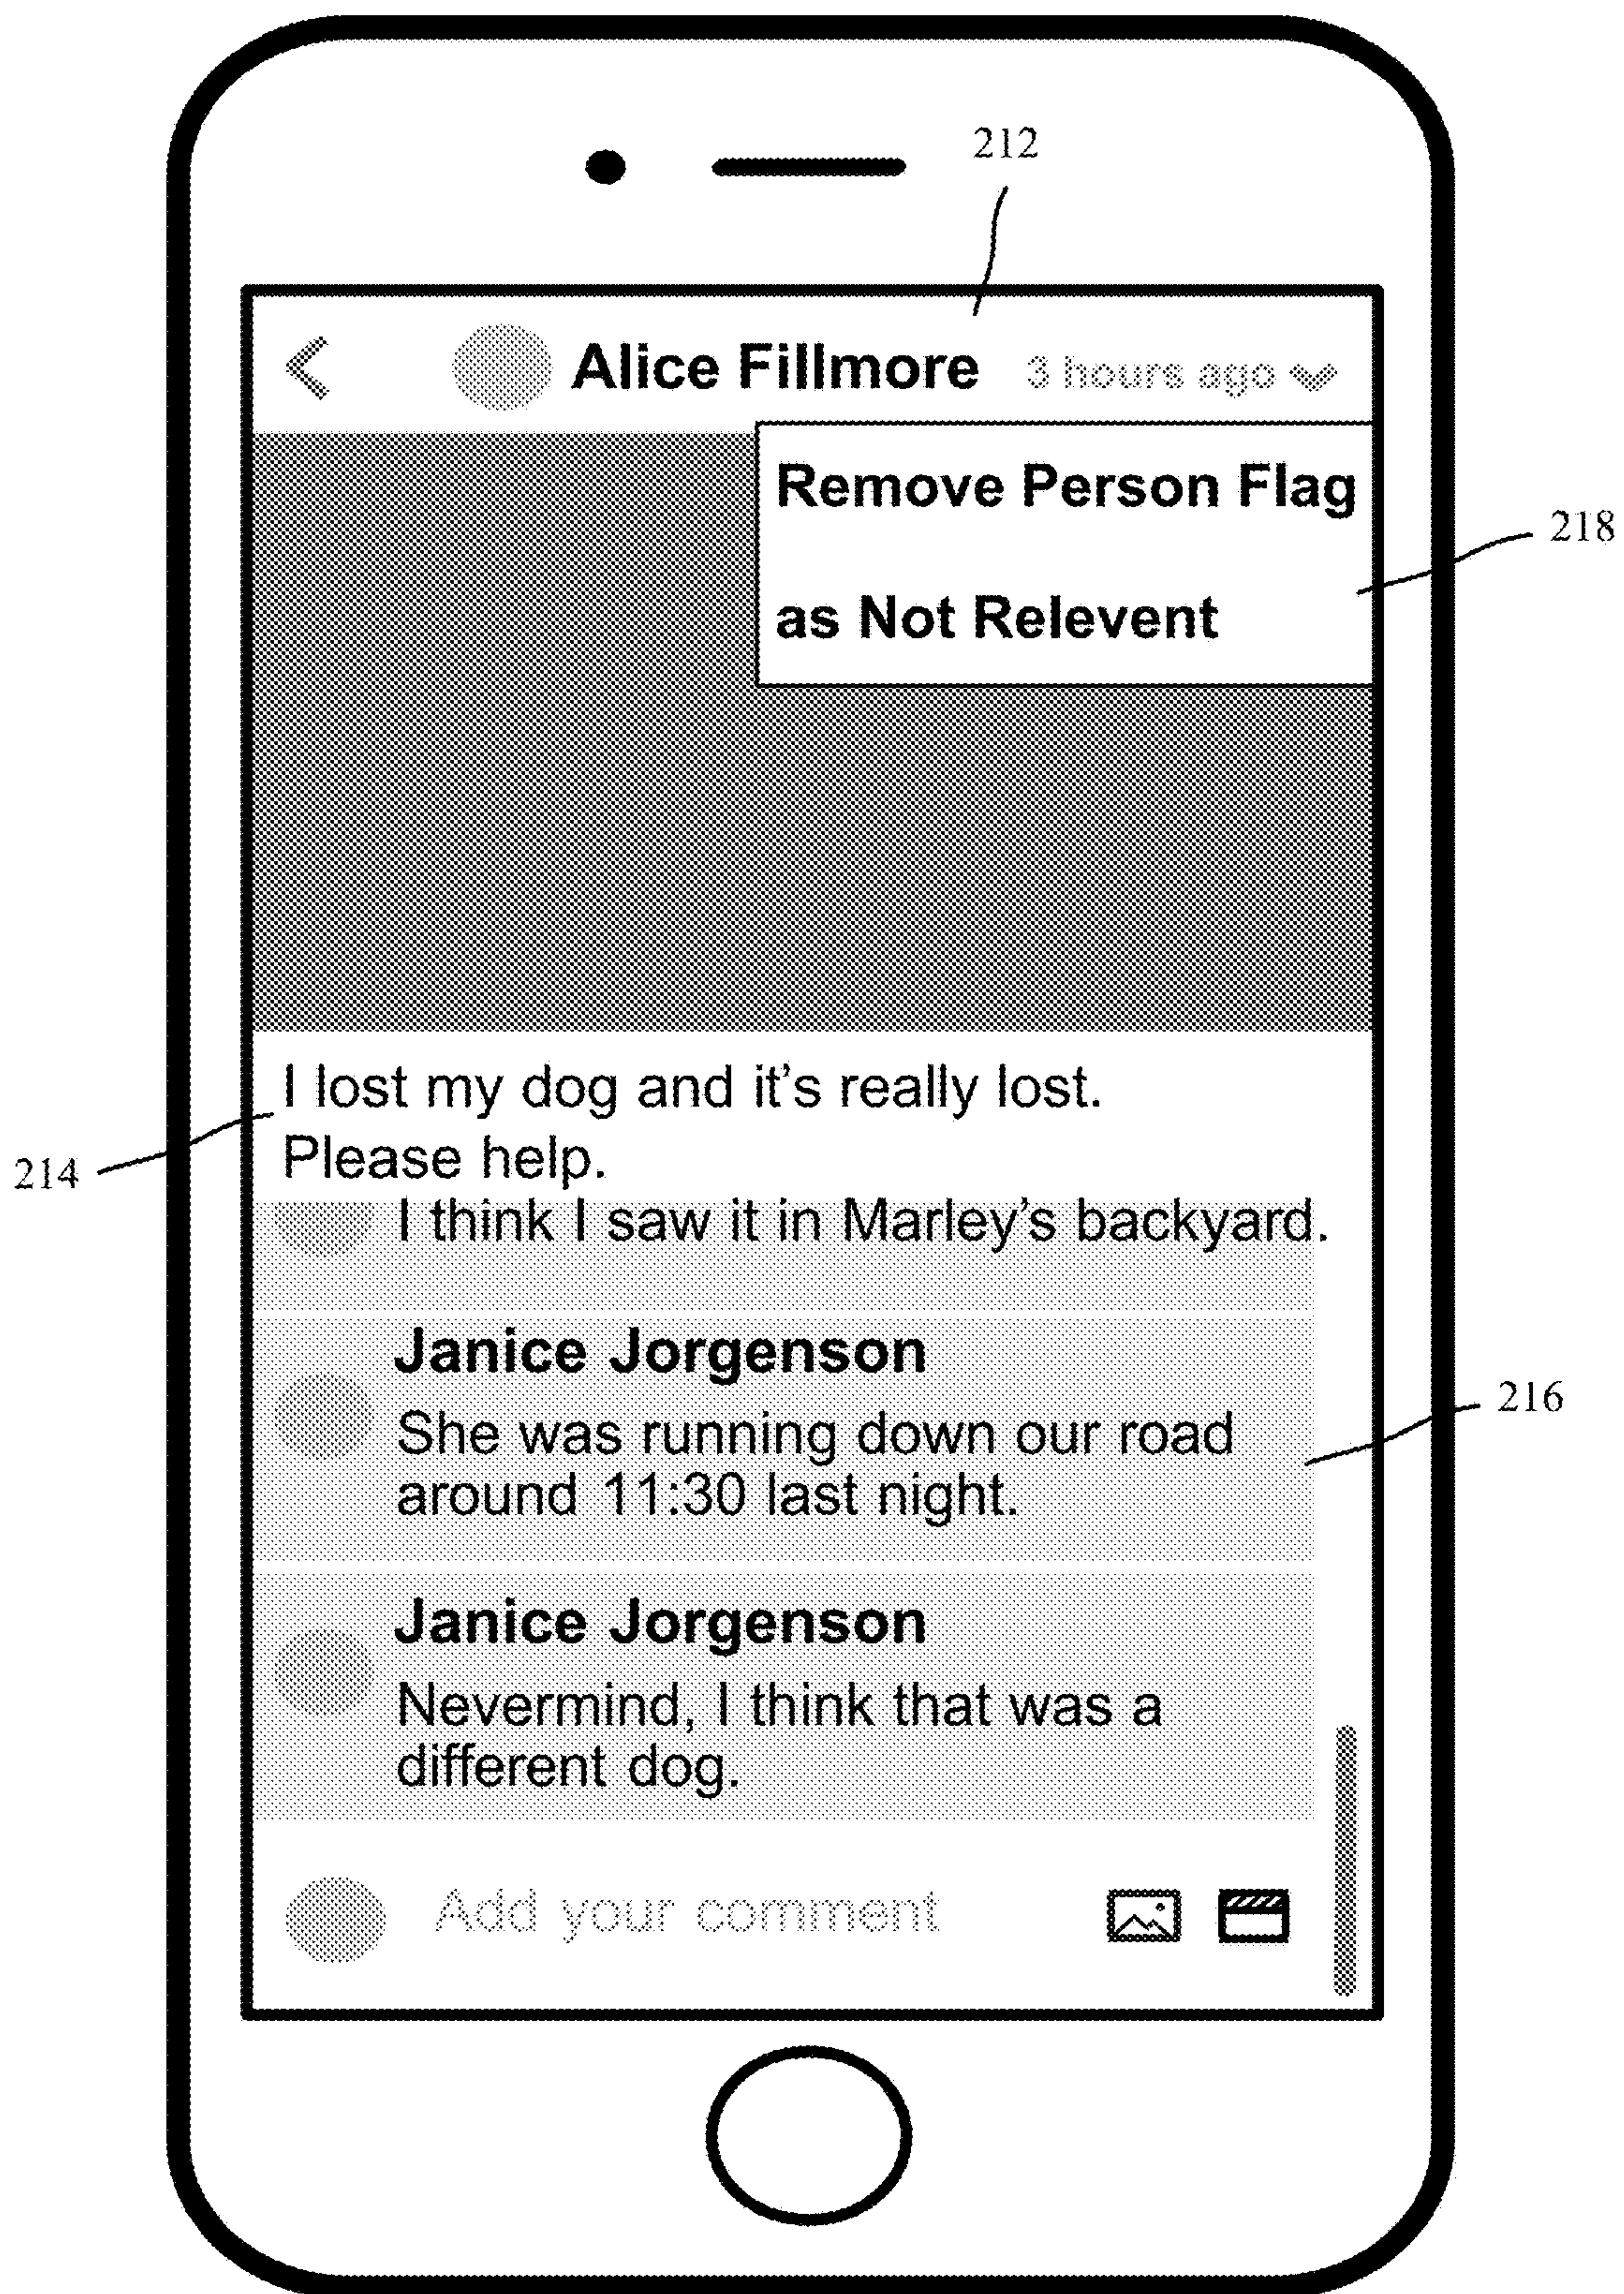 212
Alice Fillmore 3 hours ago
Remove Person Flag
218
as Not Relevent
I lost my dog and it's really lost.
214
Please help.
I think I saw it in Marley's backyard.
Janice Jorgenson
216
She was running down our road
around 11:30 last night.
Janice Jorgenson
Nevermind, I think that was a
different dog.
Add your comment